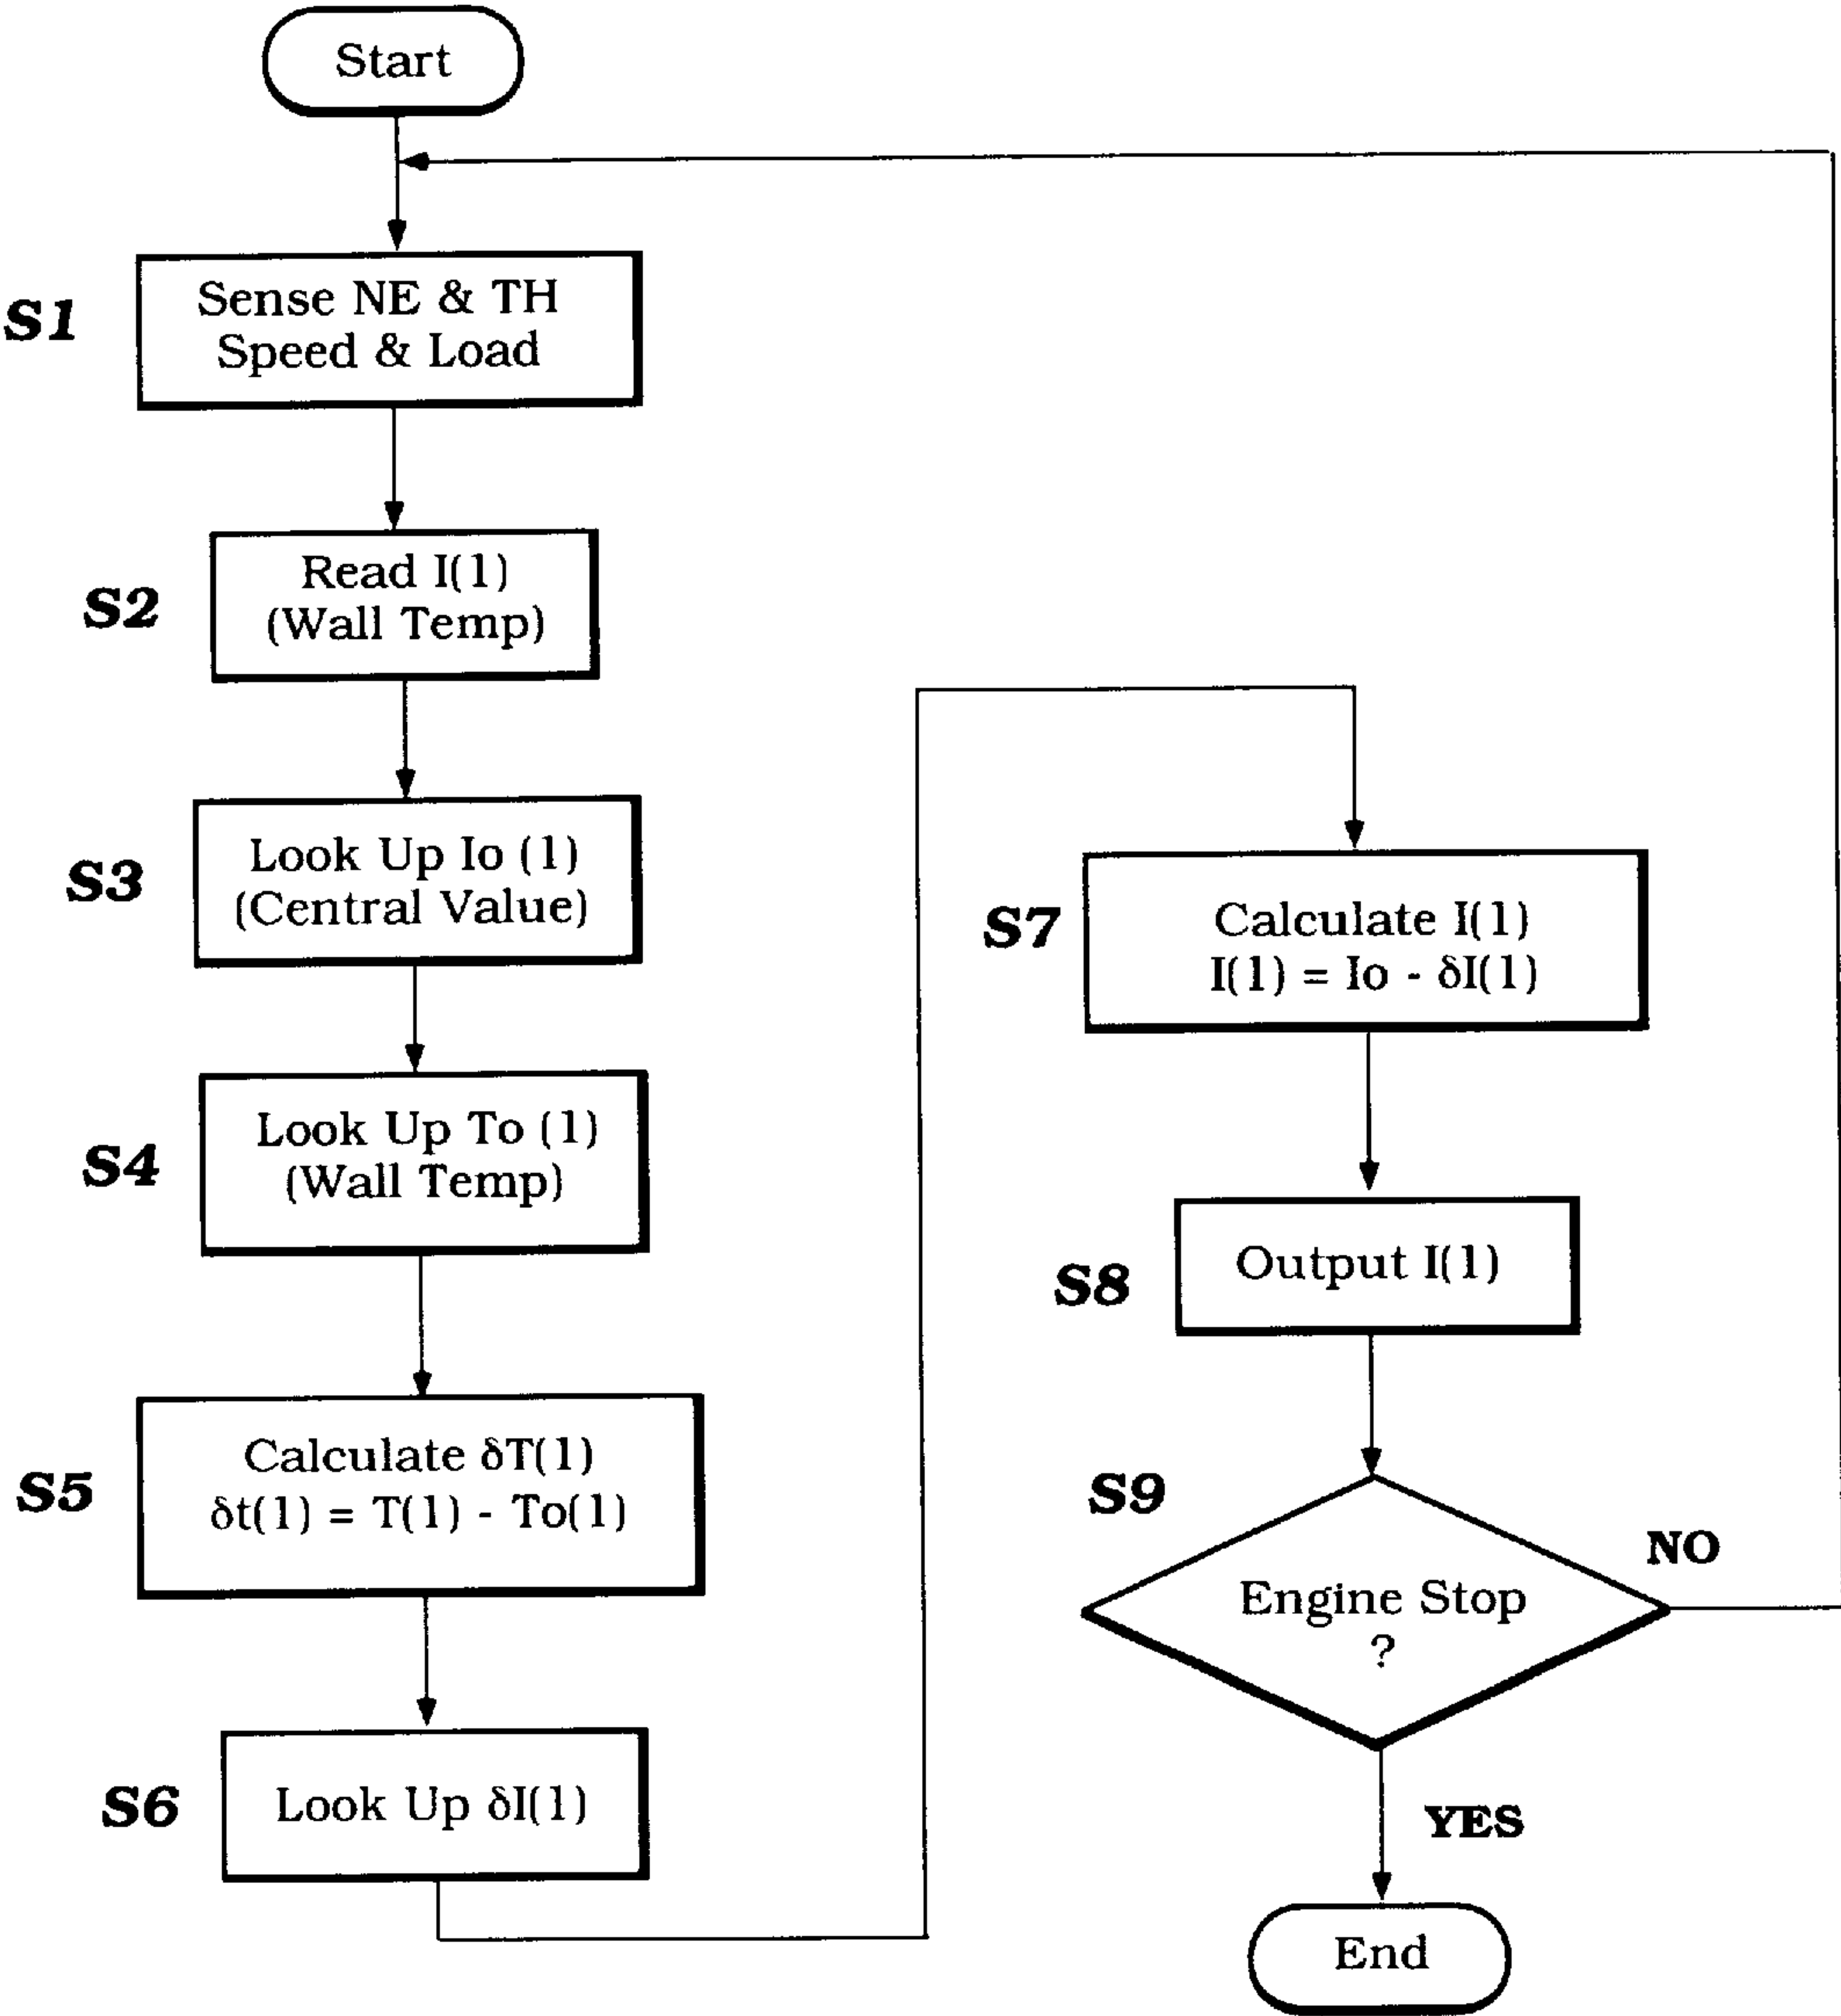 Start
S1
Sense NE & TH
Speed & Load
S2
Read I(1)
(Wall Temp)
S3
Look Up Io (1)
(Central Value)
S4
Look Up To (1)
(Wall Temp)
S5
Calculate δT(1)
δt(1) = T(1) - To(1)
S6
Look Up δI(1)
S7
Calculate I(1)
I(1) = Io - δI(1)
S8
Output I(1)
S9
Engine Stop
?
NO
YES
End